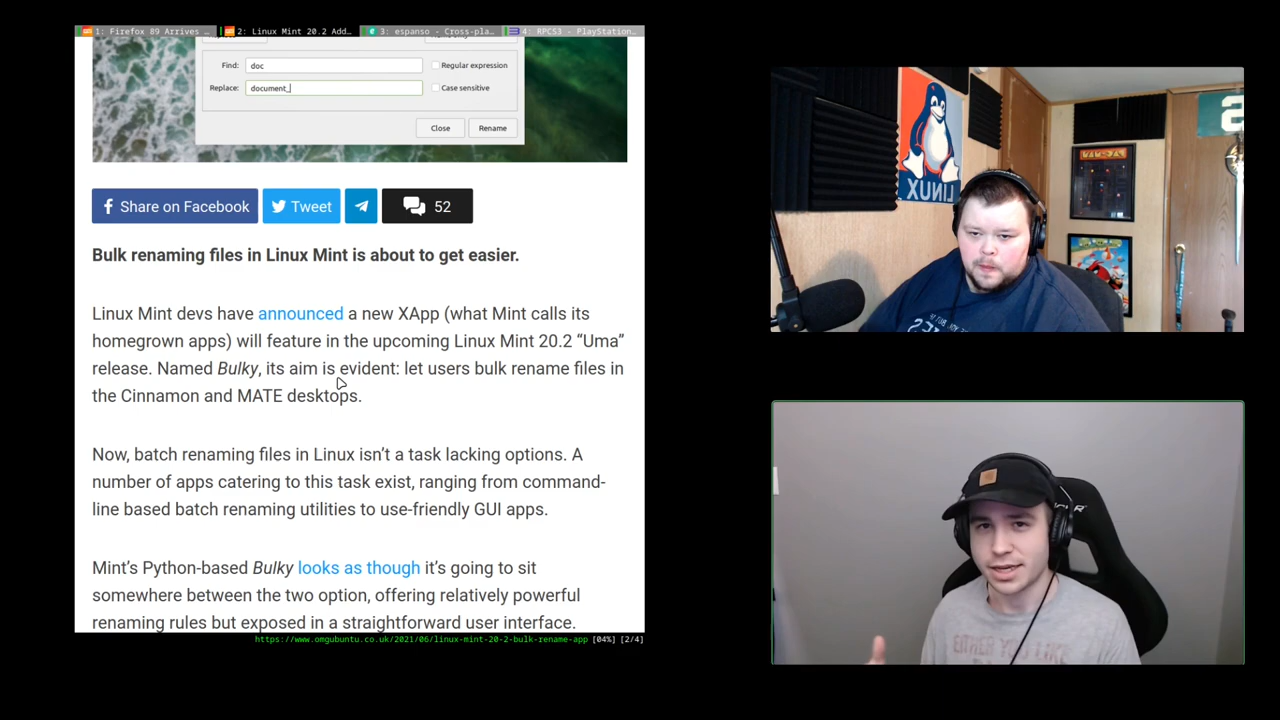 1: Firefox 89 Arrives …
2: Linux Mint 20.2 Add…
3: espanso - Cross-pla…
4: RPCS3 - PlayStation…
Find:
doc
Regular expression
Replace:
document_
Case sensitive
Close
Rename
Share on Facebook
Tweet
52
Bulk renaming files in Linux Mint is about to get easier.
Linux Mint devs have announced a new XApp (what Mint calls its
homegrown apps) will feature in the upcoming Linux Mint 20.2 “Uma”
release. Named Bulky, its aim is evident: let users bulk rename files in
the Cinnamon and MATE desktops.
Now, batch renaming files in Linux isn’t a task lacking options. A
number of apps catering to this task exist, ranging from command-
line based batch renaming utilities to use-friendly GUI apps.
Mint’s Python-based Bulky looks as though it’s going to sit
somewhere between the two option, offering relatively powerful
renaming rules but exposed in a straightforward user interface.
https://www.omgubuntu.co.uk/2021/06/linux-mint-20-2-bulk-rename-app [04%] [2/4]
LINUX